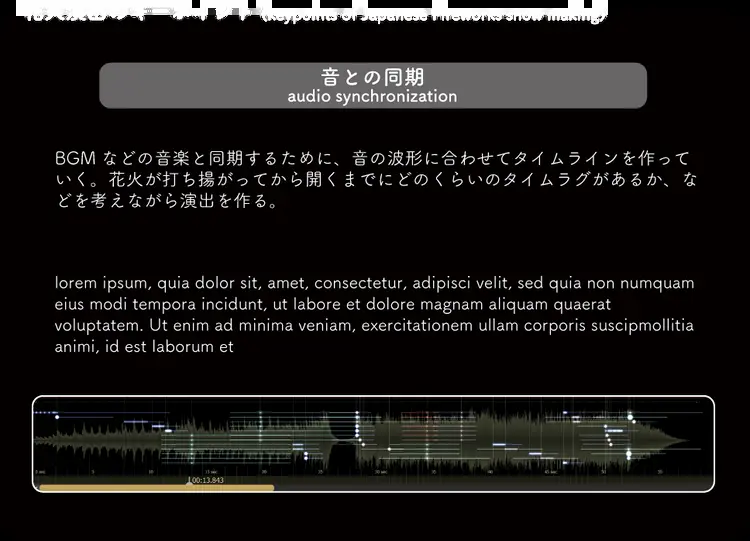 (Keypoints of Japanese Fireworks show making)
音との同期
audio synchronization
BGM などの音楽と同期するために、音の波形に合わせてタイムラインを作って
いく。花火が打ち揚がってから開くまでにどのくらいのタイムラグがあるか、な
どを考えながら演出を作る。
lorem ipsum, quia dolor sit, amet, consectetur, adipisci velit, sed quia non numquam
eius modi tempora incidunt, ut labore et dolore magnam aliquam quaerat
voluptatem. Ut enim ad minima veniam, exercitationem ullam corporis suscipmollitia
animi, id est laborum et
00:13.843